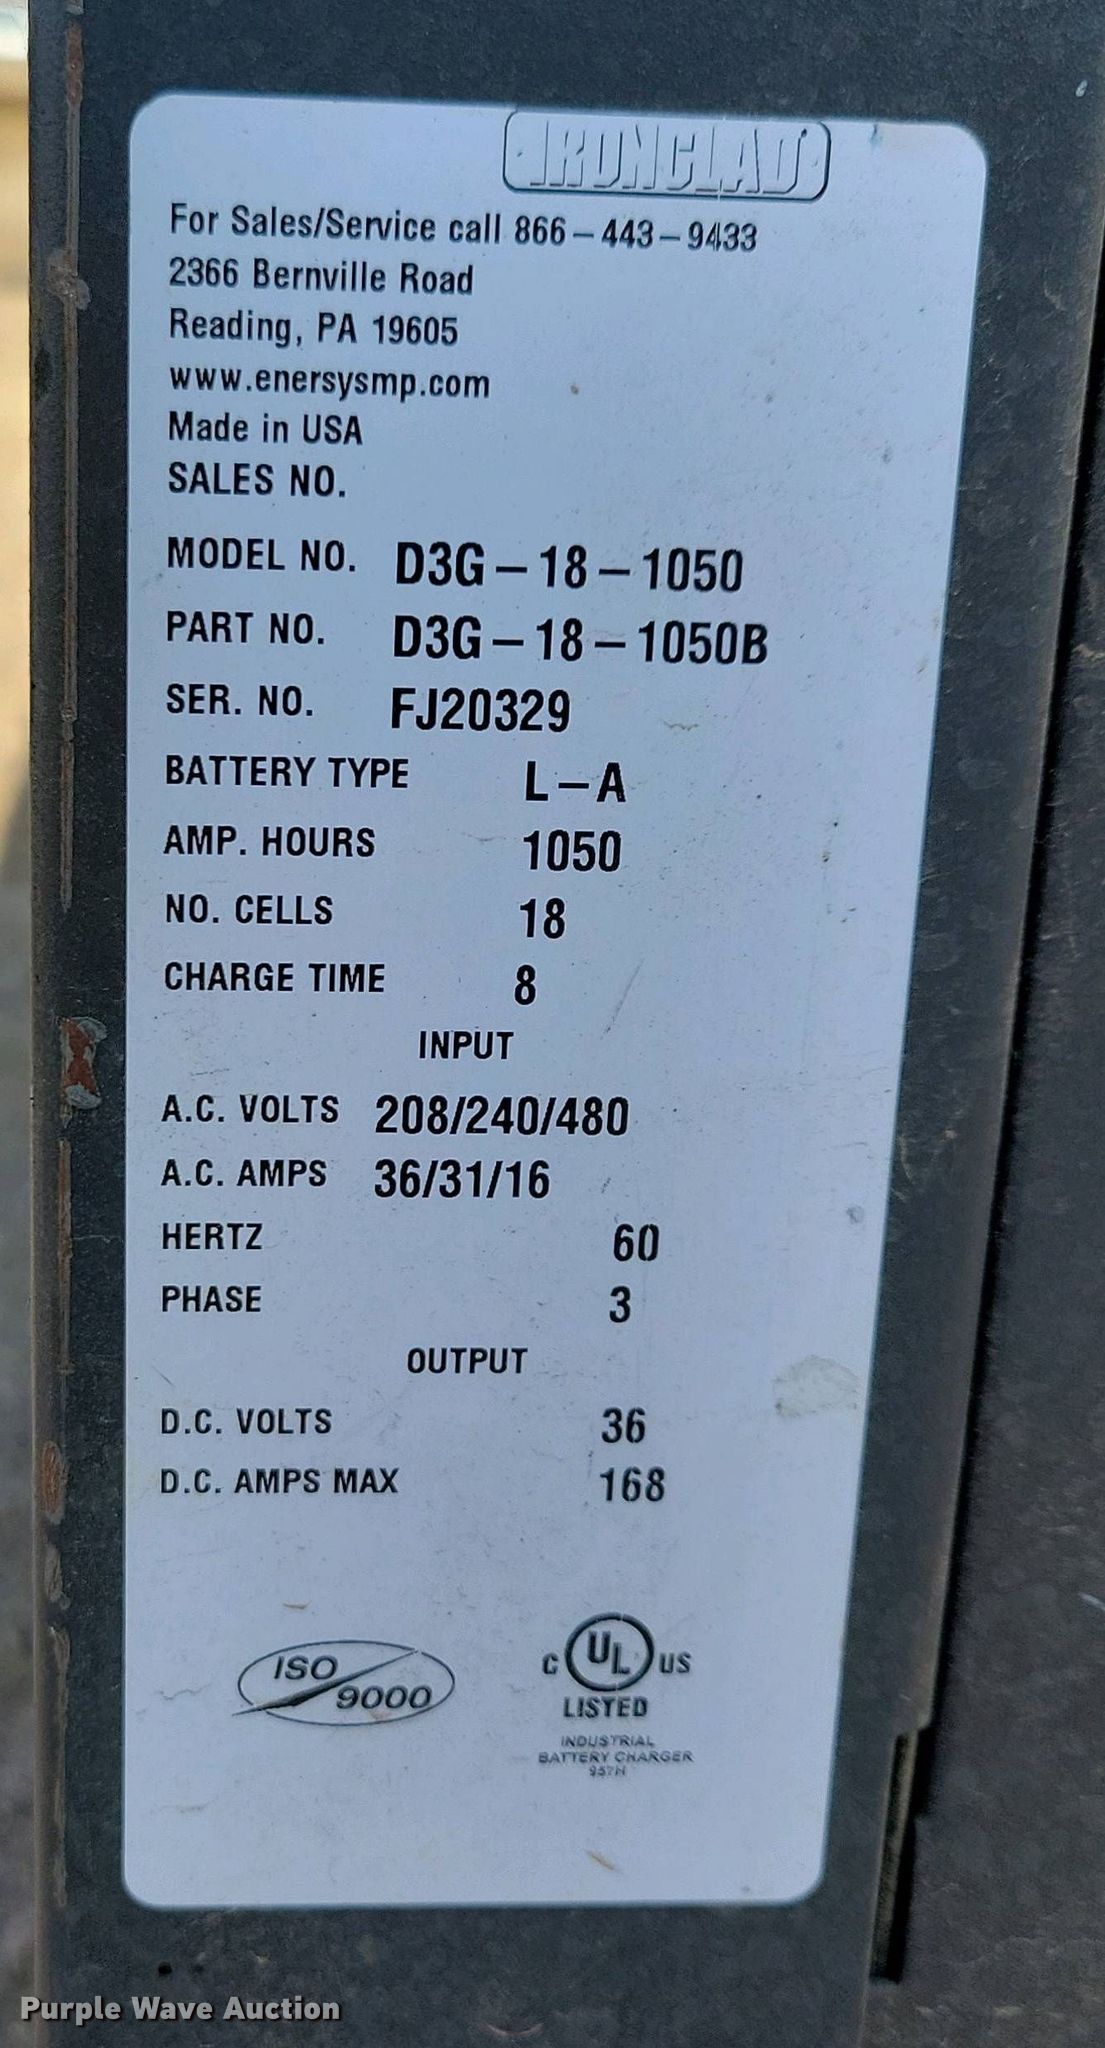 IRONCLAD
For Sales/Service call 866-443-9433
2366 Bernville Road
Reading, PA 19605
www.enersysmp.com
Made in USA
SALES NO.
MODEL NO. D3G-18-1050
PART NO. D3G-18-1050B
SER. NO. FJ20329
BATTERY TYPE L-A
AMP. HOURS 1050
NO. CELLS 18
CHARGE TIME 8
INPUT
A.C. VOLTS 208/240/480
A.C. AMPS 36/31/16
HERTZ 60
PHASE 3
OUTPUT
D.C. VOLTS 36
D.C. AMPS MAX 168
ISO 9000
C UL US
LISTED
INDUSTRIAL
BATTERY CHARGER
957H
Purple Wave Auction